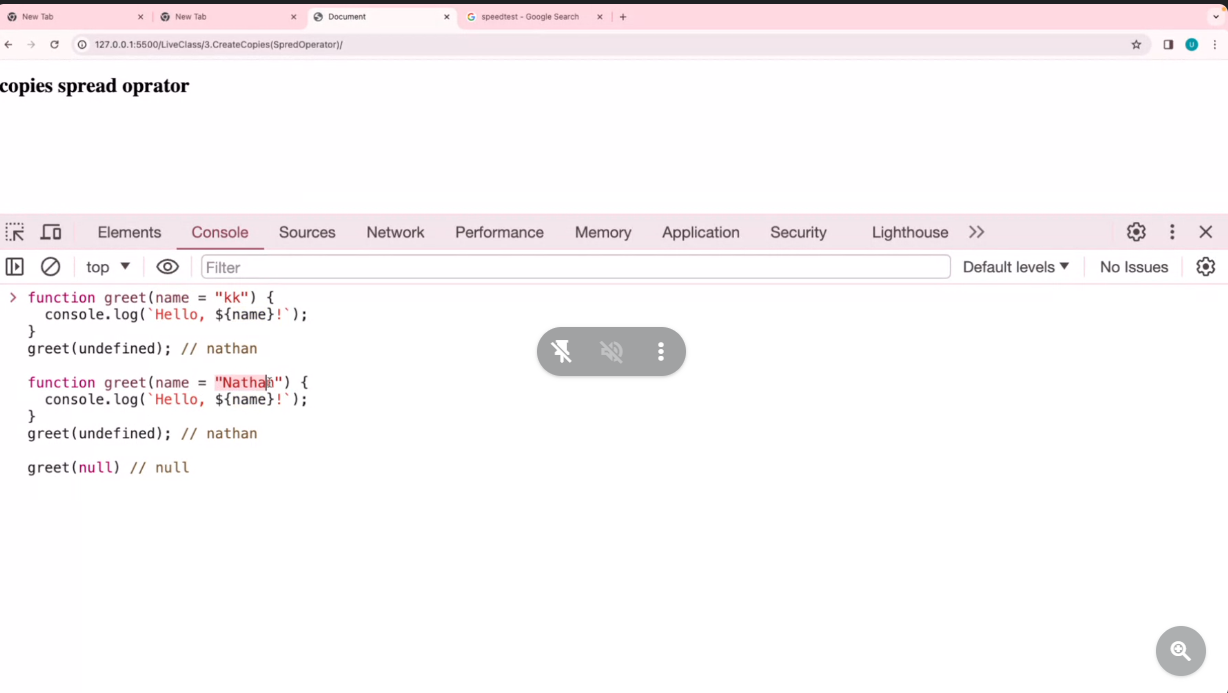 New Tab
New Tab
Document
speedtest - Google Search
127.0.0.1:5500/LiveClass/3.CreateCopies(SpredOperator)/
U
copies spread oprator
Elements Console Sources Network Performance Memory Application Security Lighthouse
top Filter Default levels No Issues
function greet(name = "kk") {
console.log(`Hello, ${name}!`);
}
greet(undefined); // nathan
function greet(name = "Nathan") {
console.log(`Hello, ${name}!`);
}
greet(undefined); // nathan
greet(null) // null